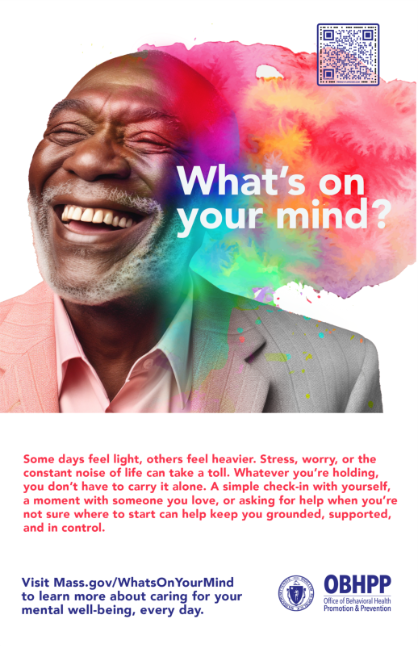 What's on
your mind?
Some days feel light, others feel heavier. Stress, worry, or the
constant noise of life can take a toll. Whatever you're holding,
you don't have to carry it alone. A simple check-in with yourself,
a moment with someone you love, or asking for help when you're
not sure where to start can help keep you grounded, supported,
and in control.
Visit Mass.gov/WhatsOnYourMind
to learn more about caring for your
mental well-being, every day.
OBHPP
Office of Behavioral Health
Promotion & Prevention